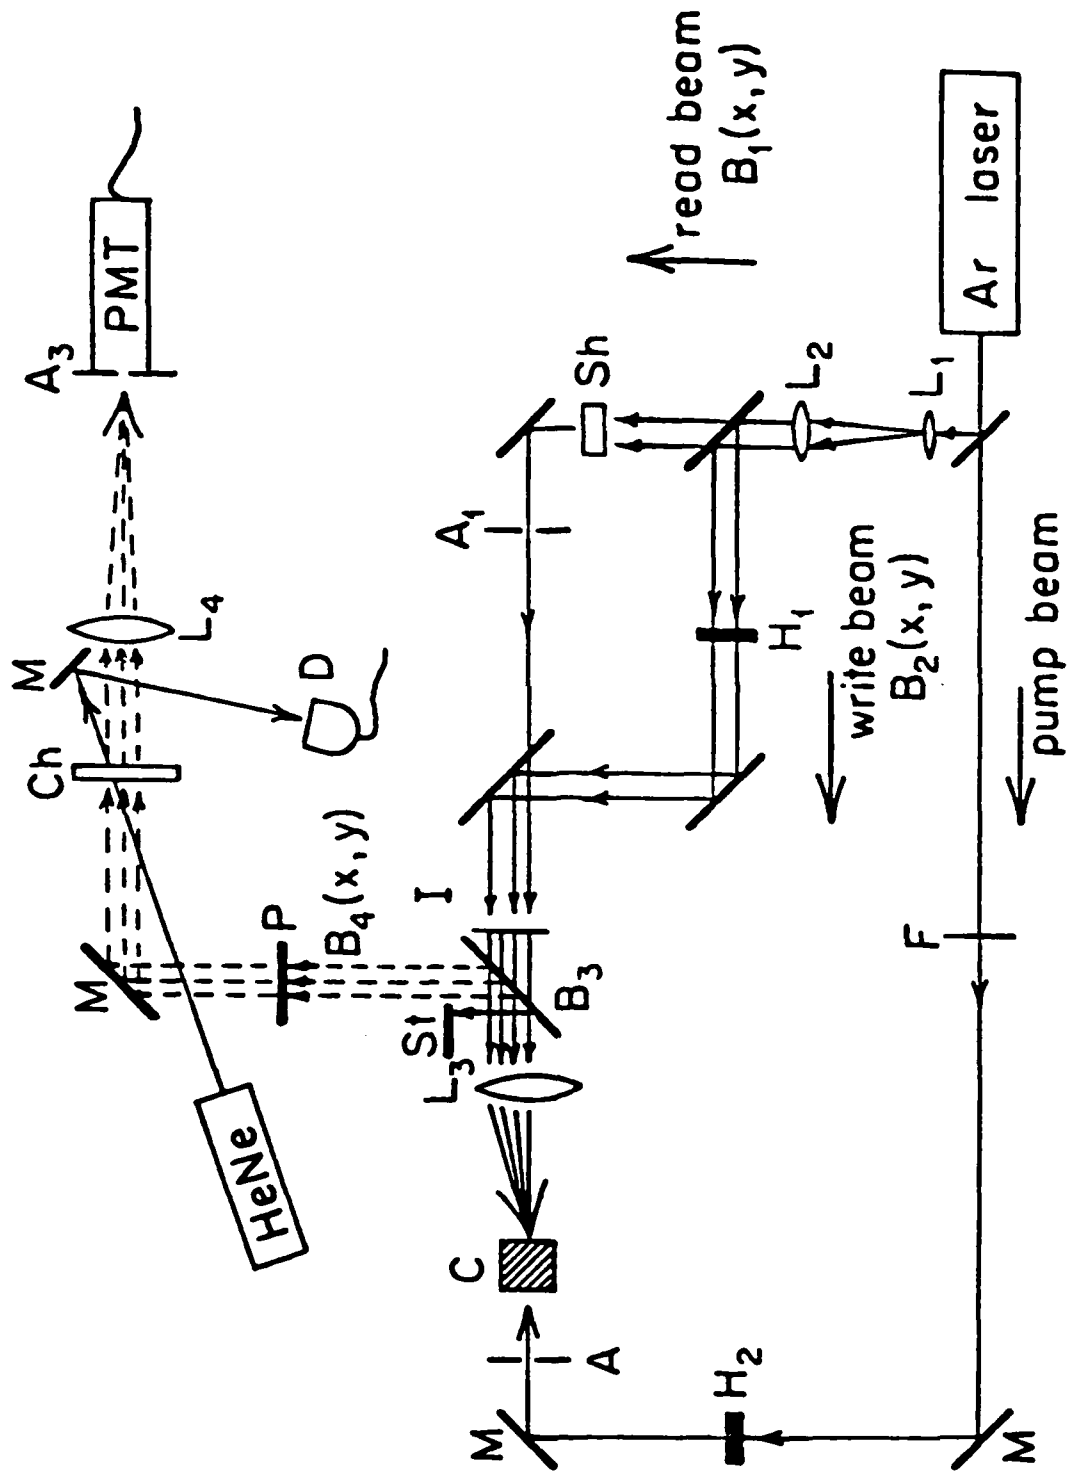 M
Ch
A3
M
PMT
L4
HeNe
P
D
B4(x,y)
St
I
L3
A1
C
M
B3
Sh
A
read beam
H2
B1(x,y)
H1
L2
write beam
B2(x,y)
F
L1
Ar laser
M
pump beam